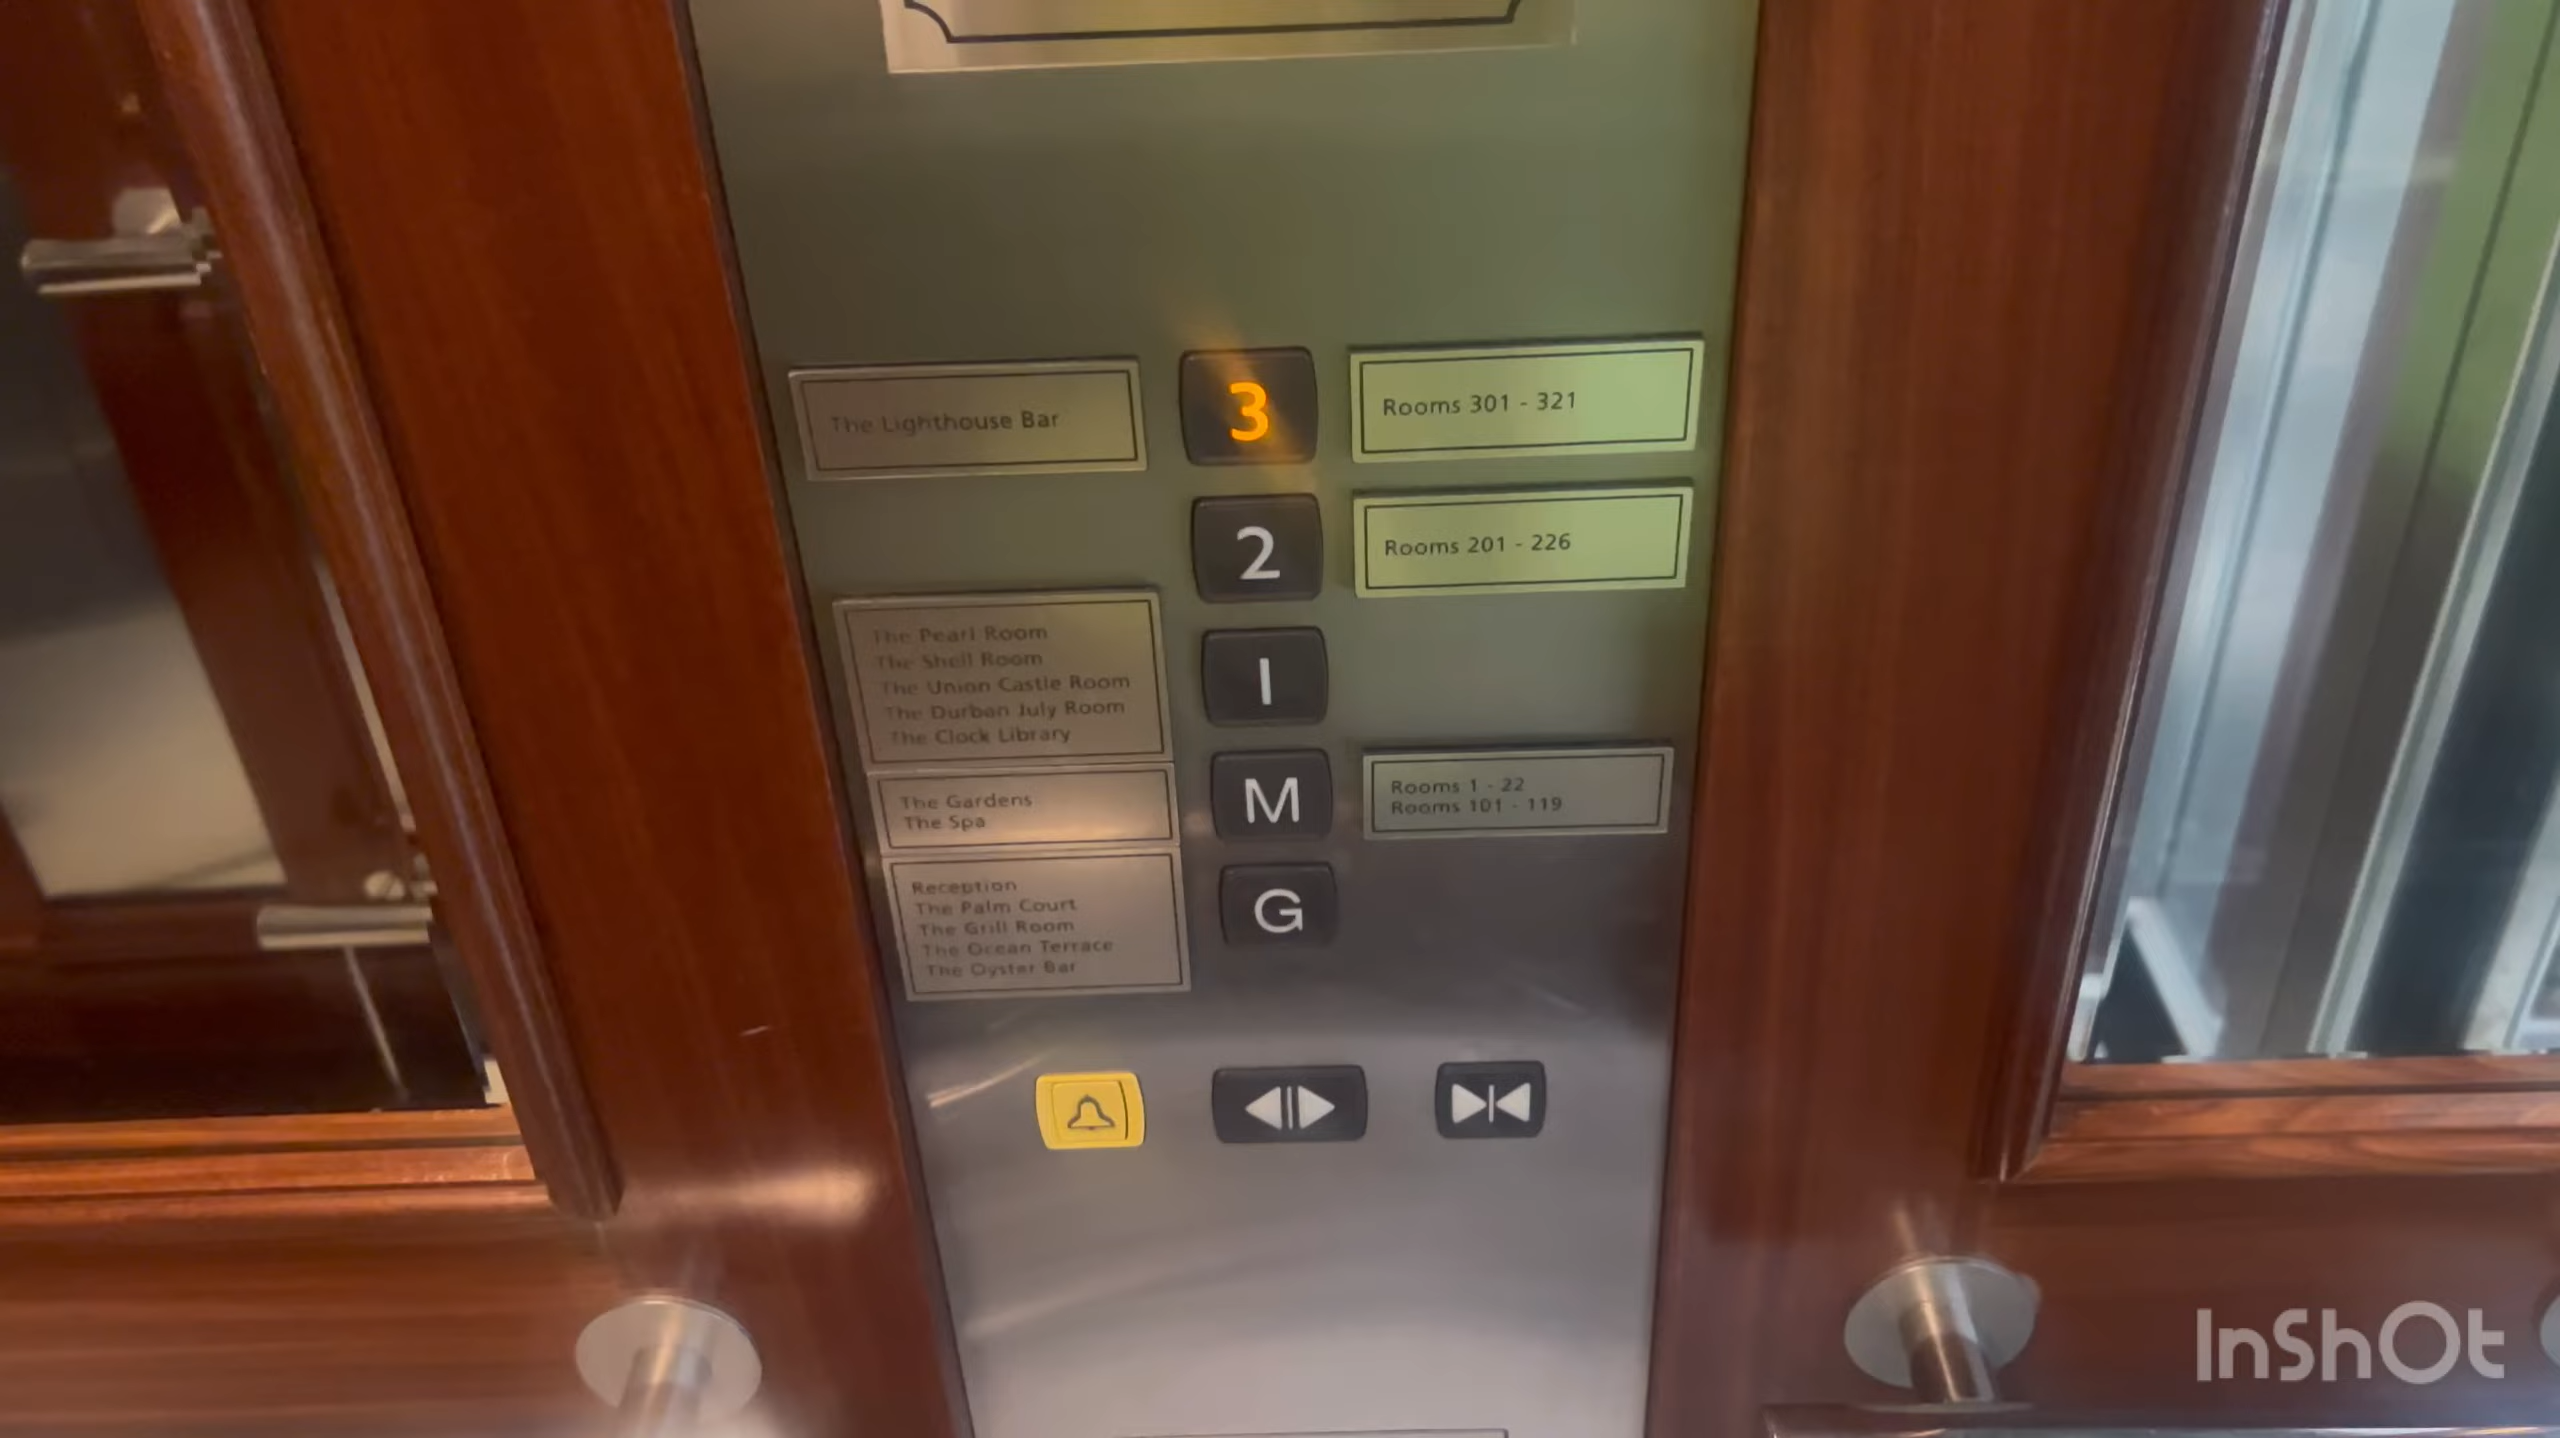 The Lighthouse Bar
3
Rooms 301 - 321
2
Rooms 201 - 226
The Pearl Room
The Shell Room
The Union Castle Room
The Durban July Room
The Clock Library
1
The Gardens
The Spa
M
Rooms 1 - 22
Rooms 101 - 119
Reception
The Palm Court
The Grill Room
The Ocean Terrace
The Oyster Bar
G
InShOt